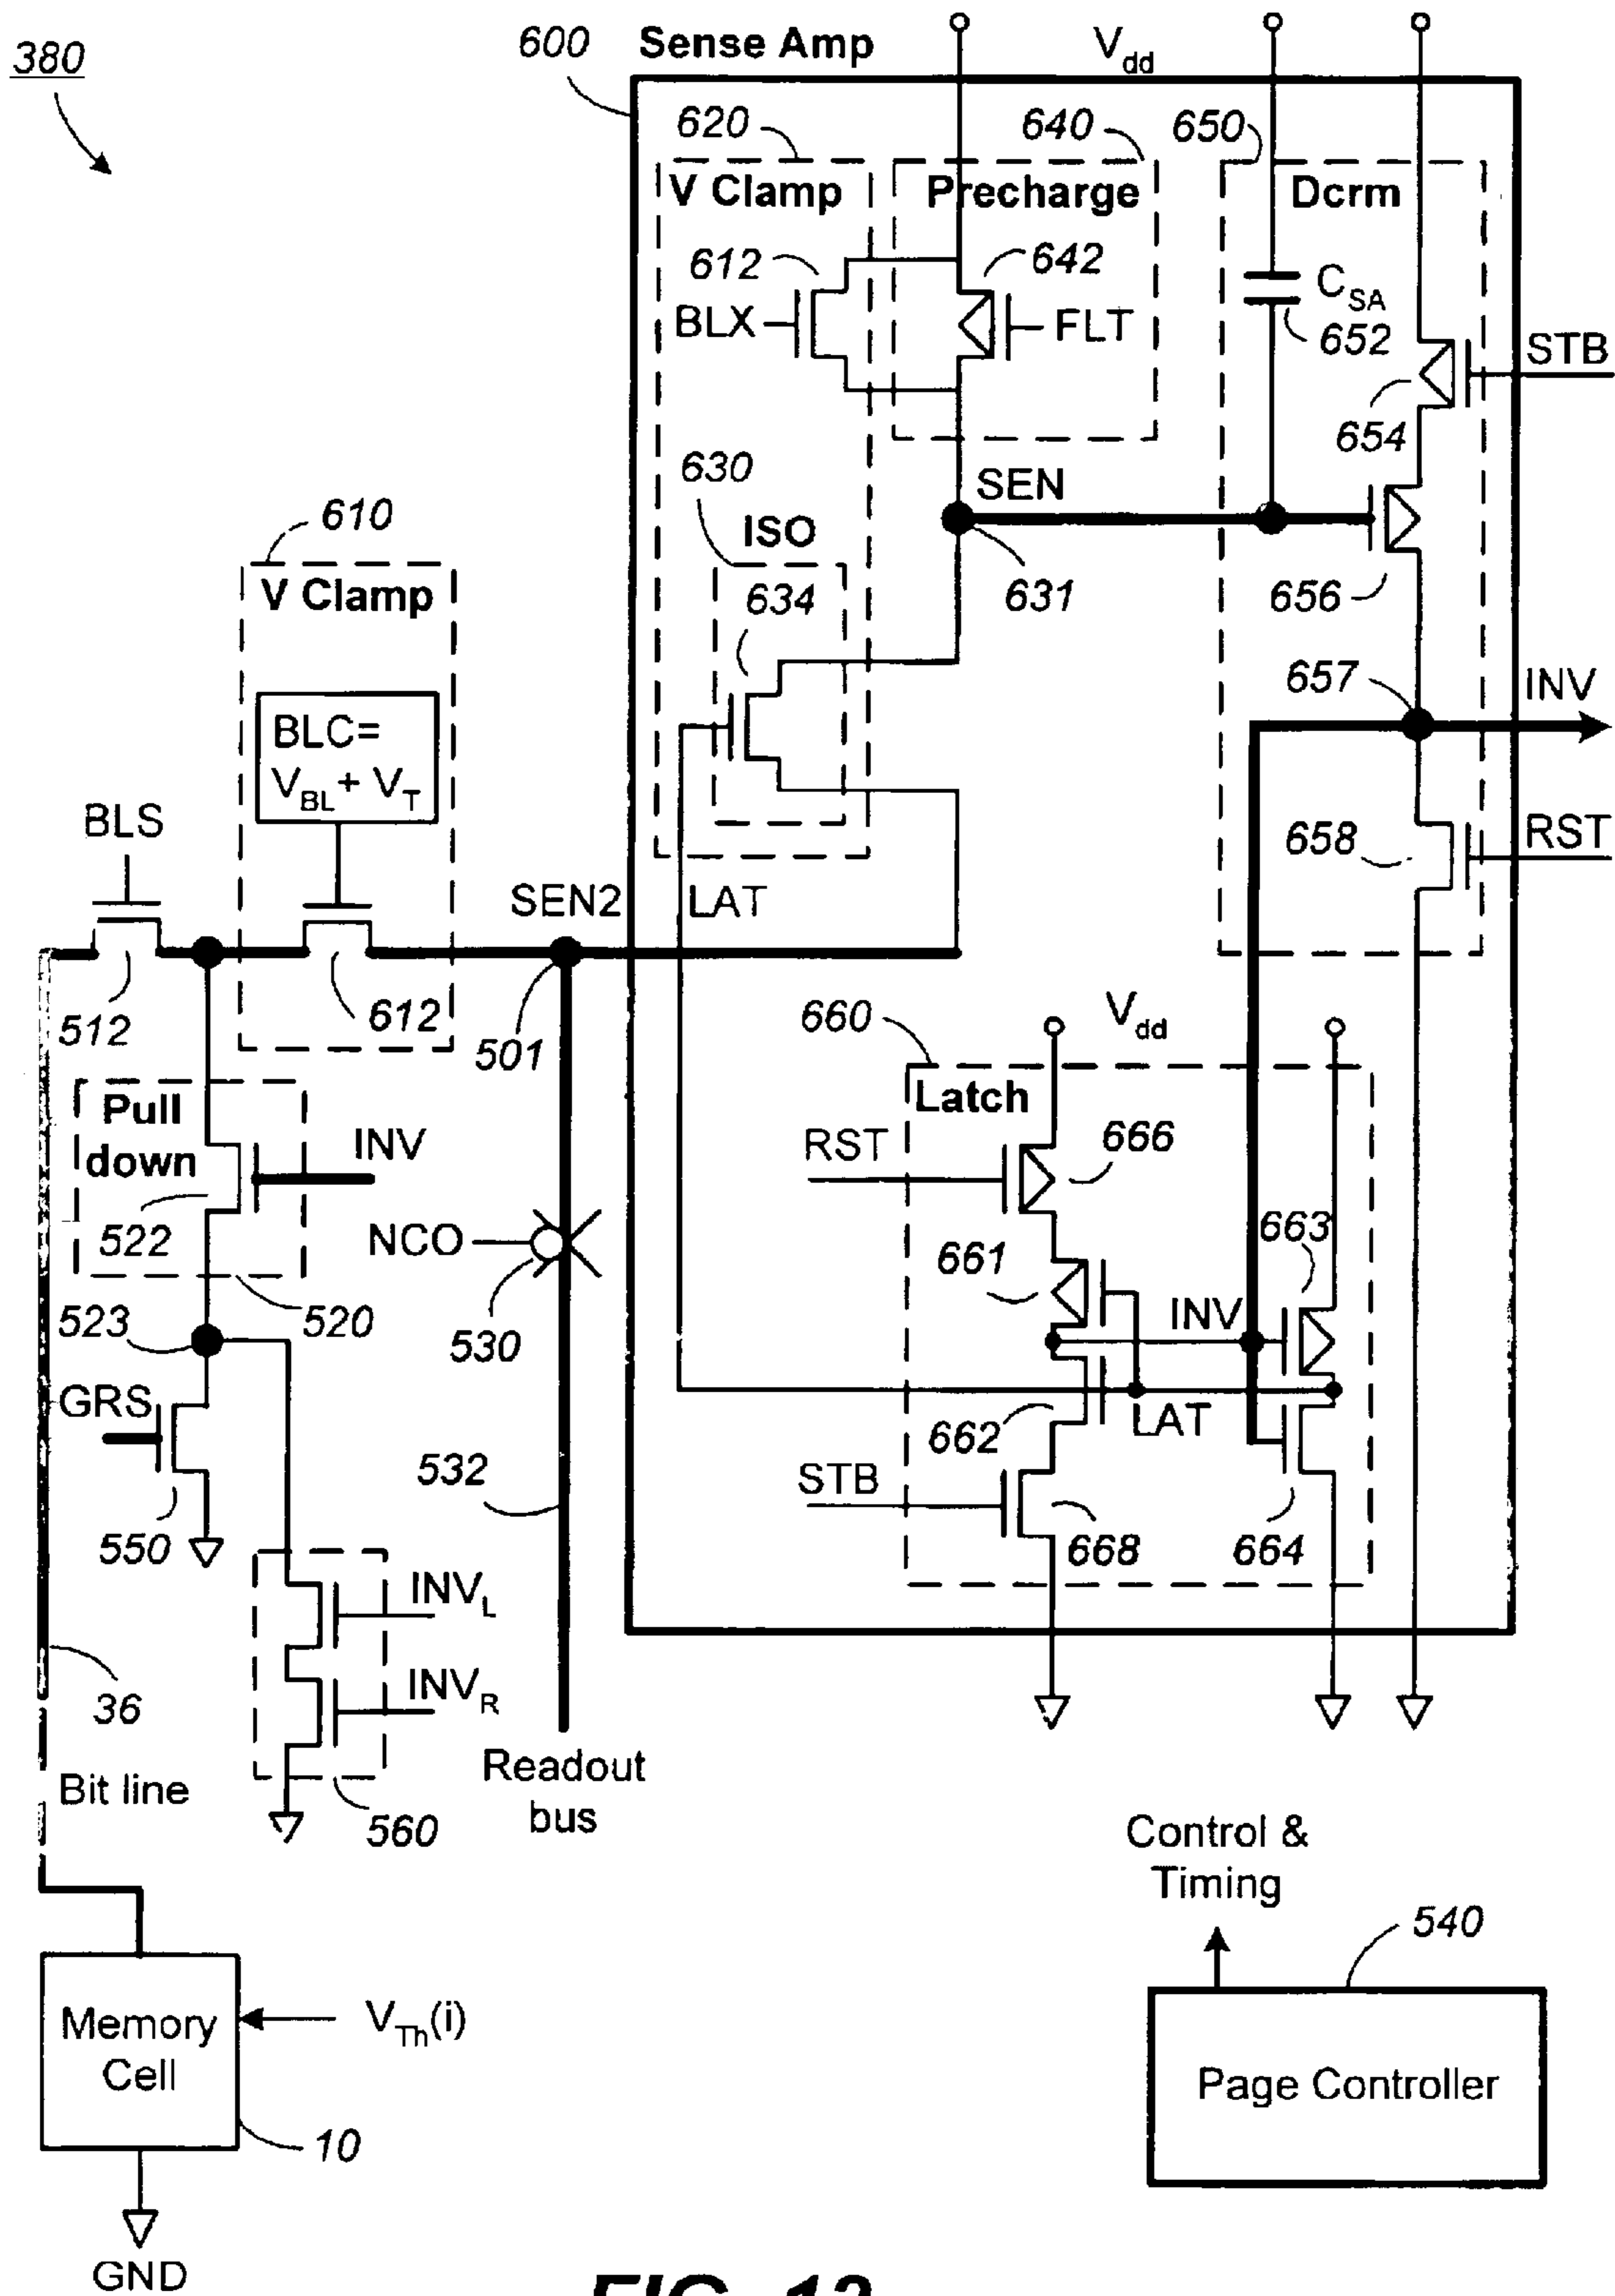 380
600
Sense Amp
Vdd
620
640
650
V Clamp
Precharge
Dcrm
612
642
BLX
FLT
CSA
652
STB
654
630
SEN
610
ISO
V Clamp
634
631
656
657
INV
BLC=
VBL + VT
BLS
658
RST
SEN2
LAT
512
612
501
660
Vdd
Pull
down
Latch
INV
RST
666
522
NCO
661
663
523
520
530
INV
GRS
662
LAT
532
STB
550
668
664
INVL
36
INVR
Readout
bus
Bit line
560
Control &
Timing
540
Memory
Cell
VTh(i)
Page Controller
10
GND